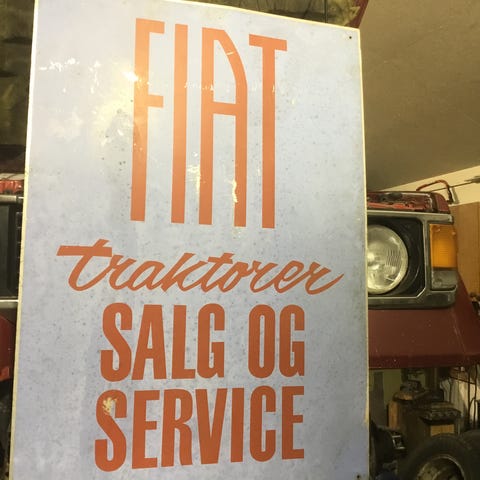 FIAT
traktorer
SALG OG
SERVICE